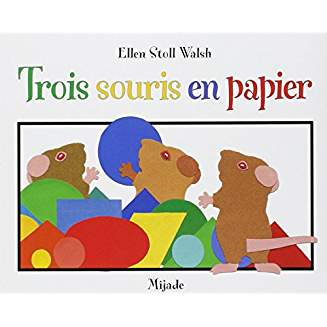 Ellen Stoll Walsh
Trois souris en papier
Mijade